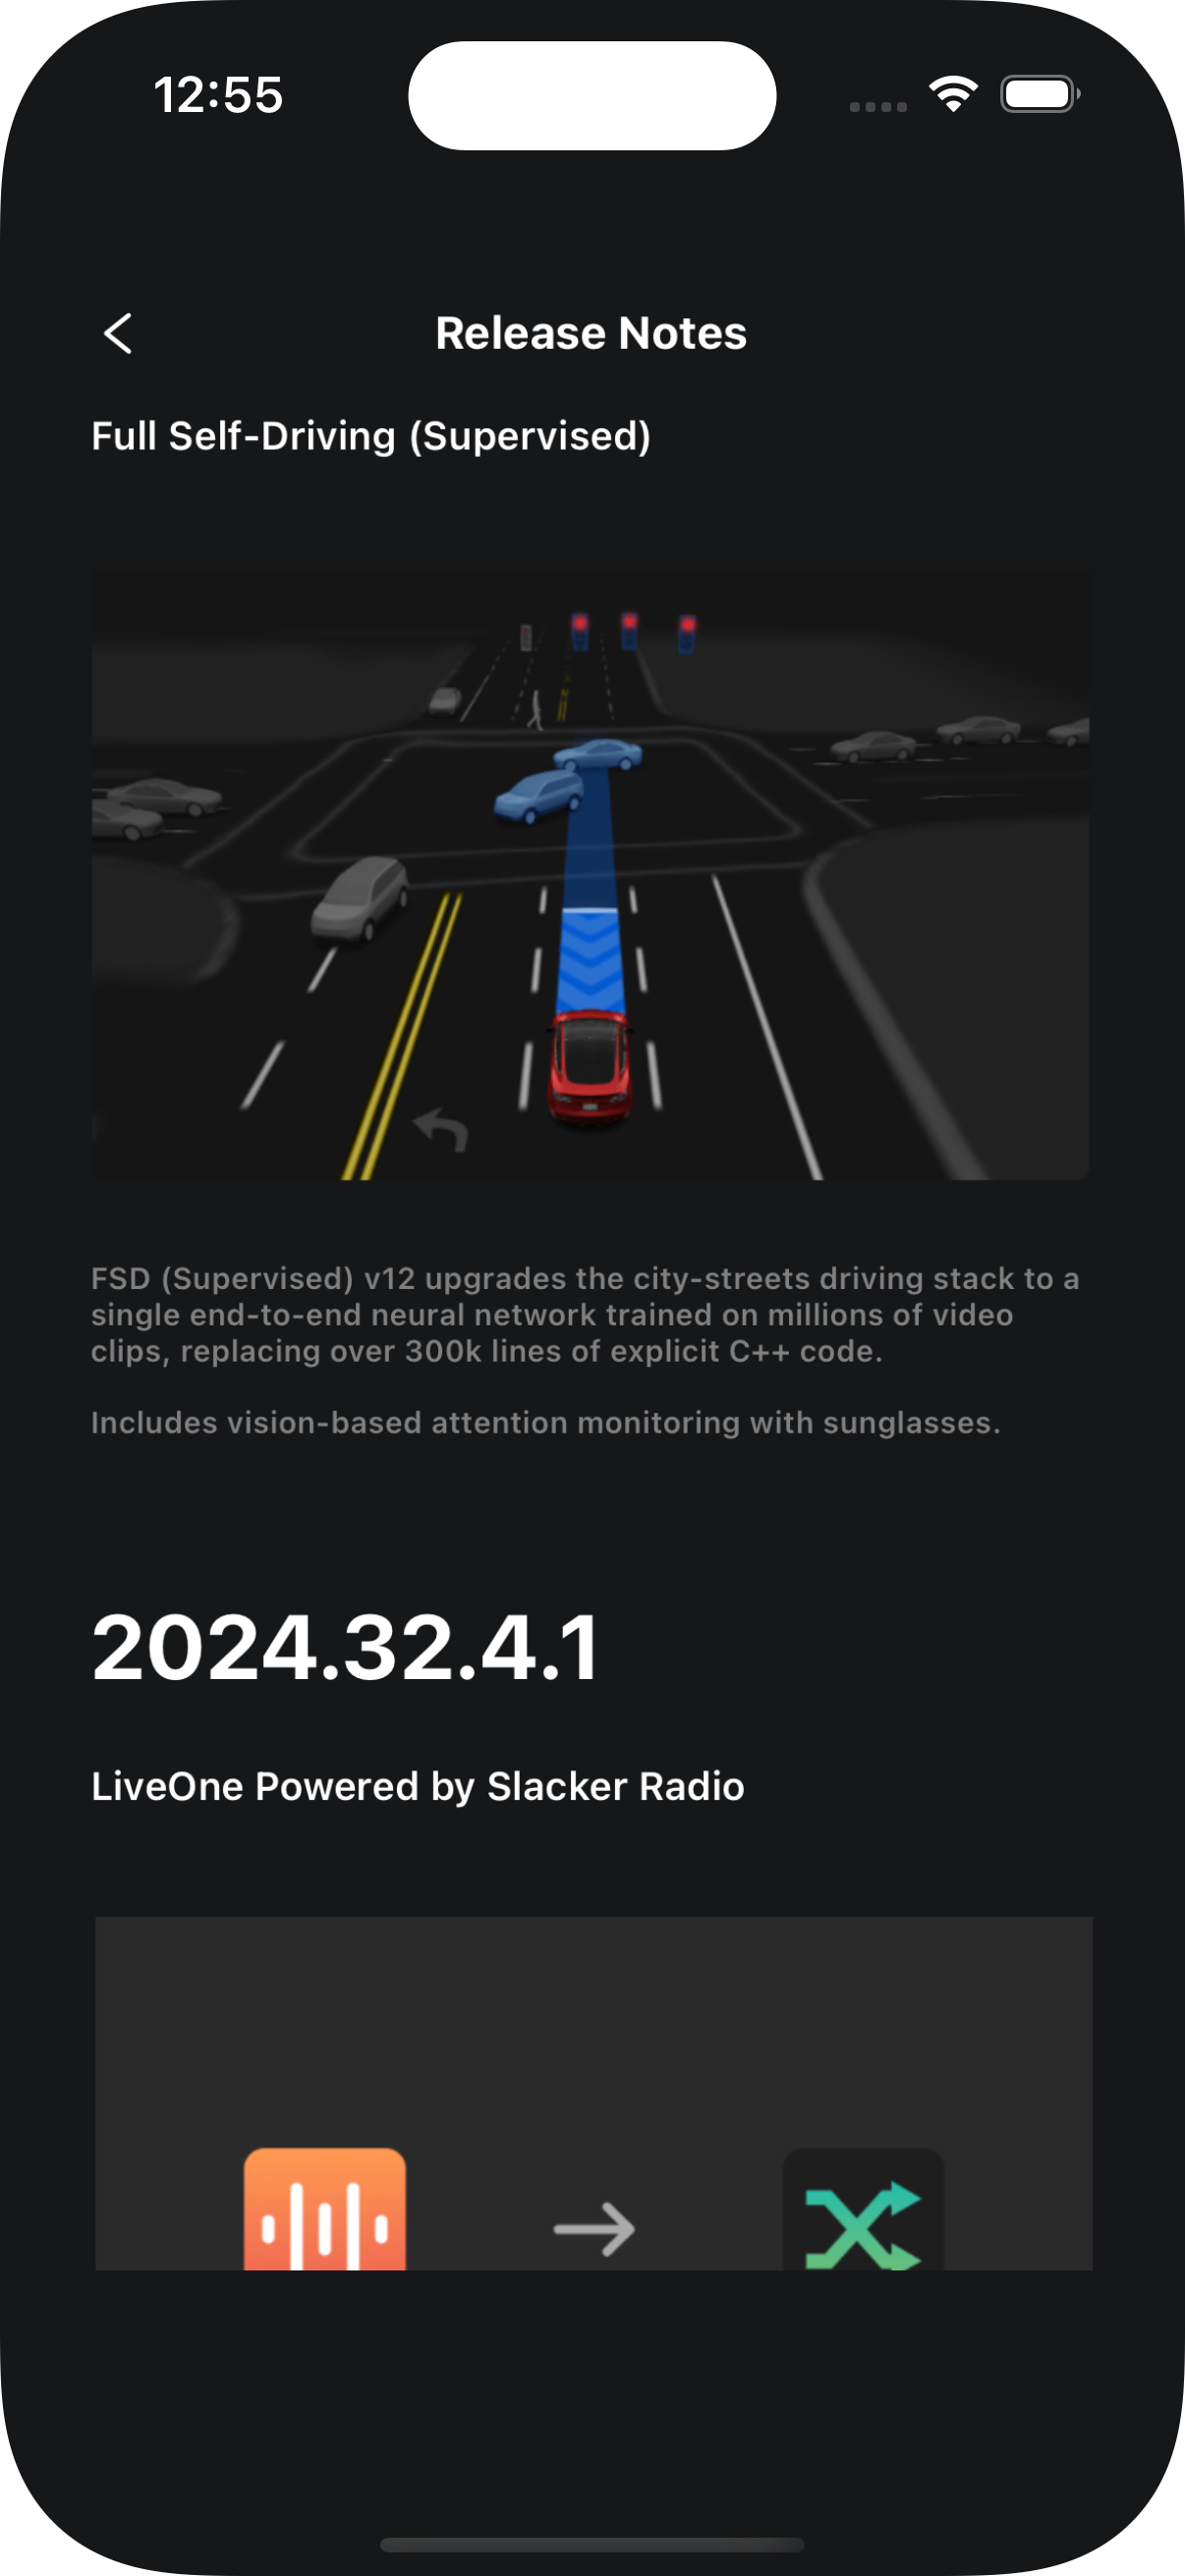 12:55
Release Notes
Full Self-Driving (Supervised)
FSD (Supervised) v12 upgrades the city-streets driving stack to a
single end-to-end neural network trained on millions of video
clips, replacing over 300k lines of explicit C++ code.
Includes vision-based attention monitoring with sunglasses.
2024.32.4.1
LiveOne Powered by Slacker Radio